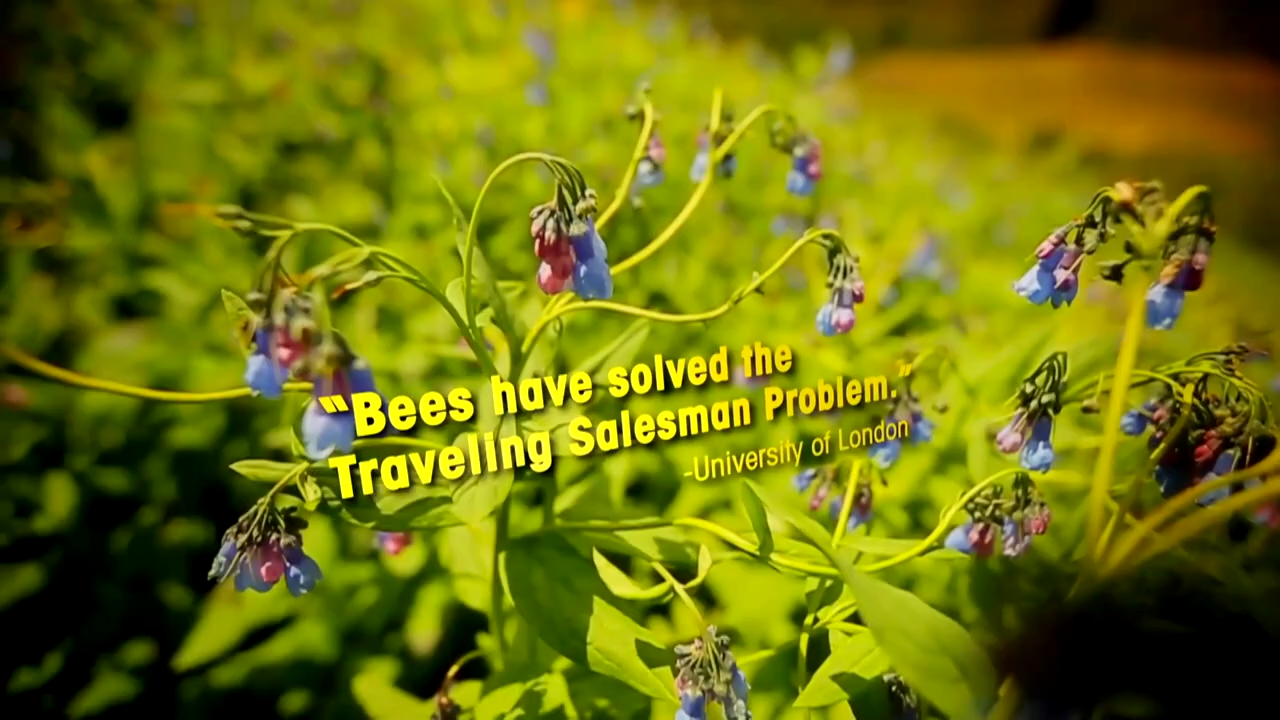 "Bees have solved the
Traveling Salesman Problem."
-University of London